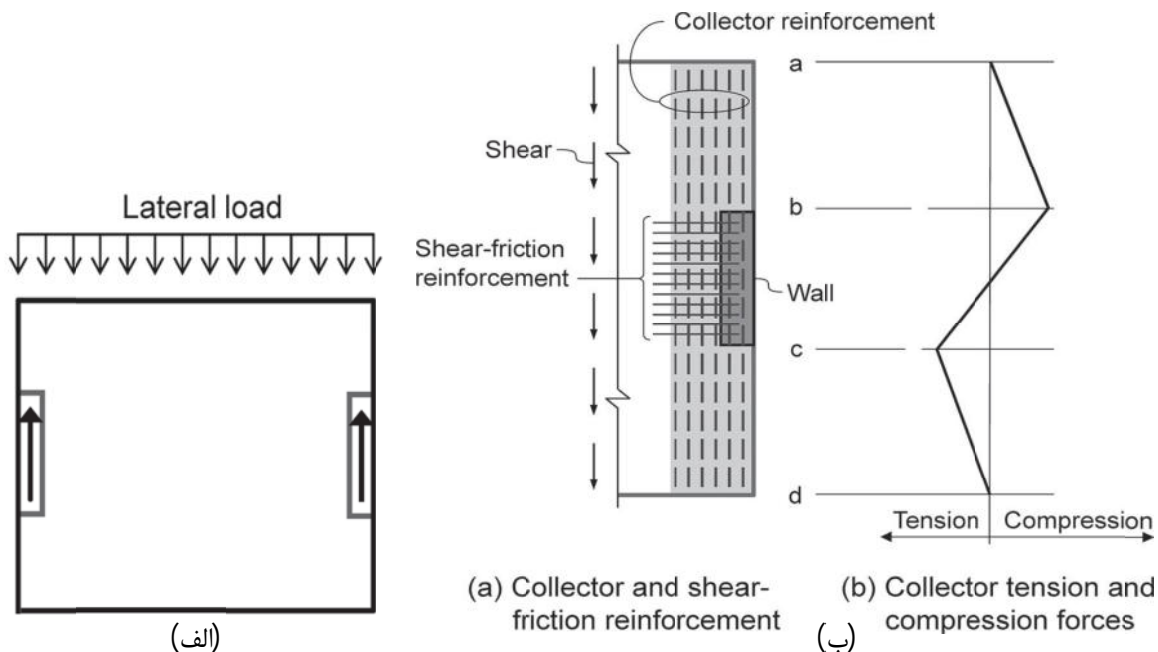 Lateral load
(الف)
Collector reinforcement
Shear
Shear-friction
reinforcement
Wall
a
b
c
d
Tension
Compression
(a) Collector and shear-
friction reinforcement
(b) Collector tension and
compression forces
(ب)